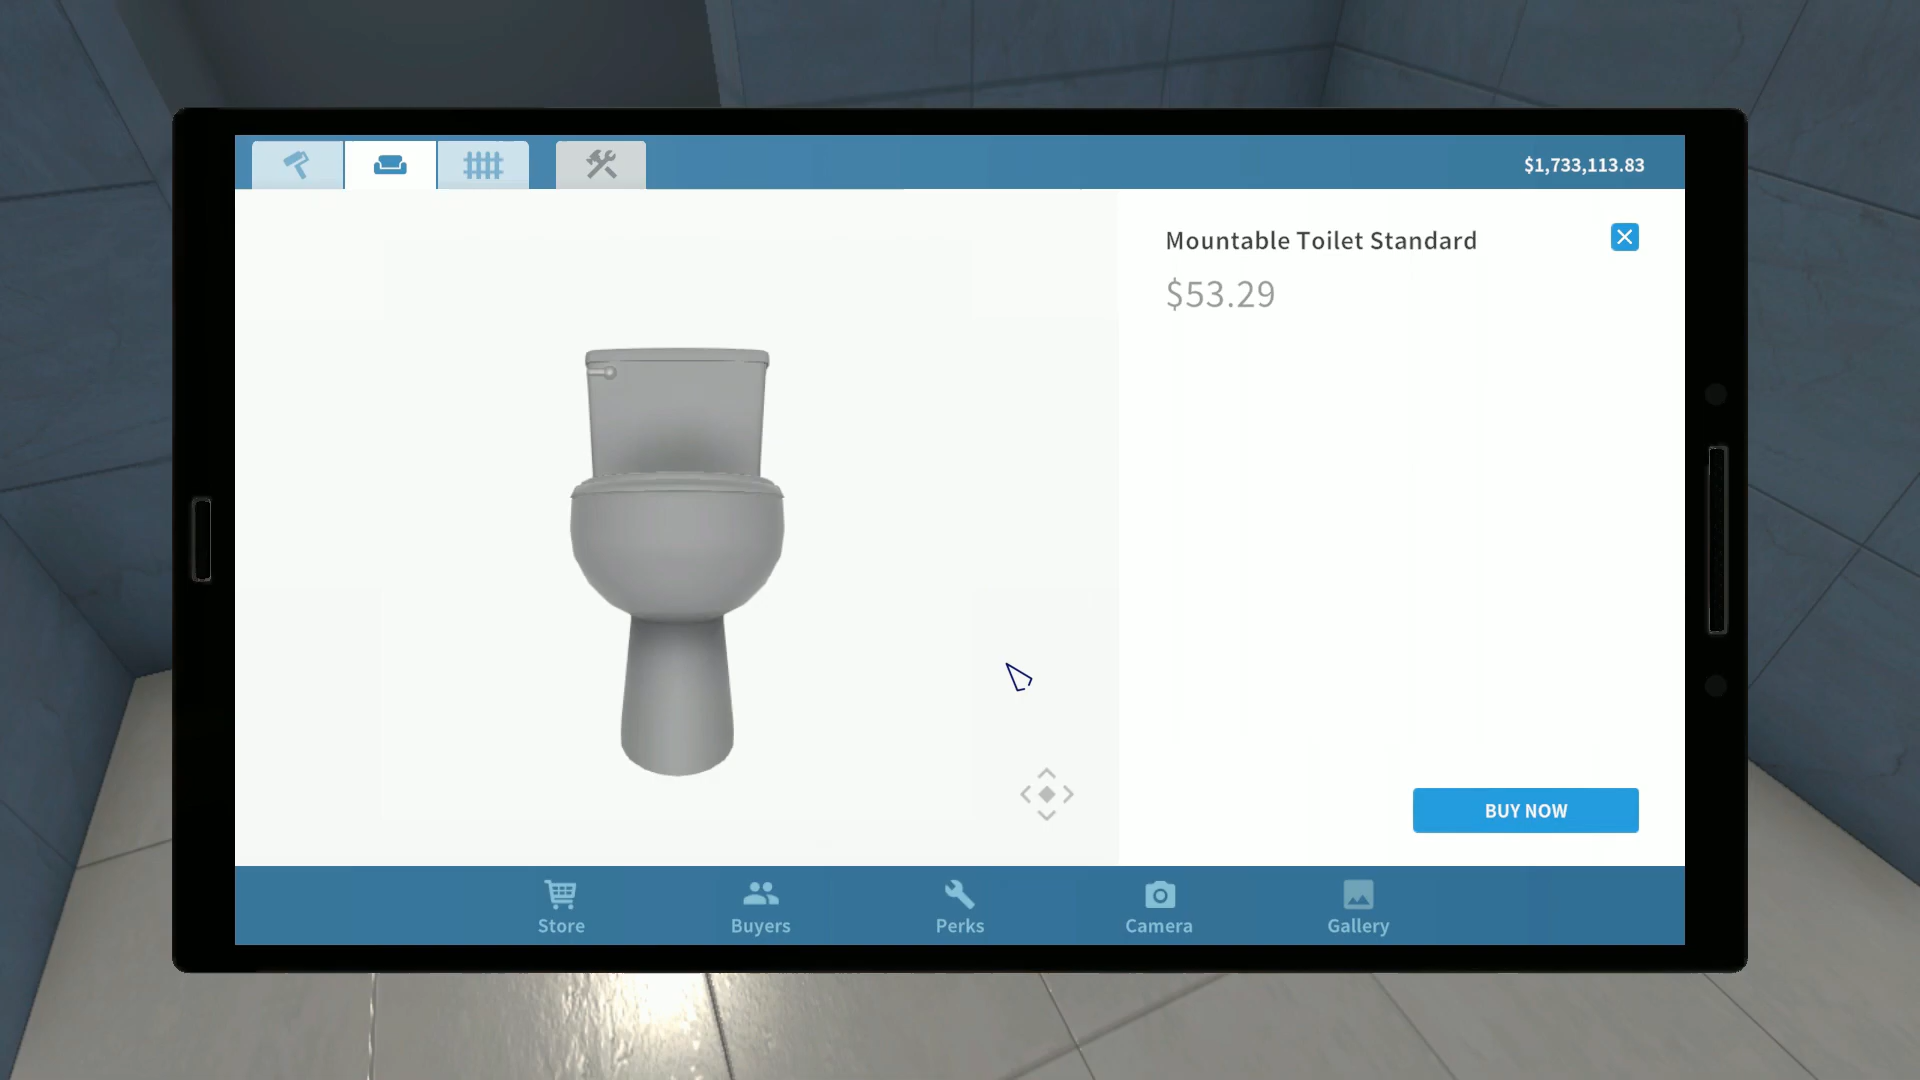 $1,733,113.83
Mountable Toilet Standard
$53.29
BUY NOW
Store
Buyers
Perks
Camera
Gallery